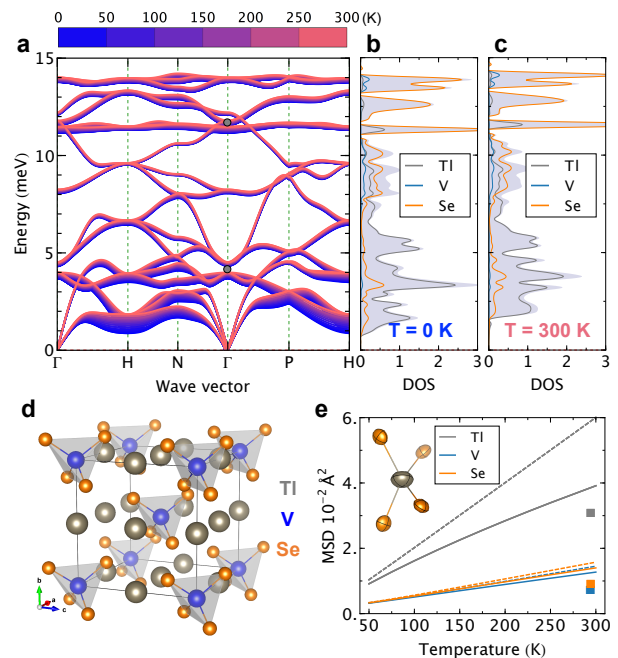 0 50 100 150 200 250 300 (K)
a b c
15
10
5
0
Energy (meV)
Γ H N Γ P H
Wave vector
Tl
V
Se
T = 0 K
0 1 2 3
DOS
Tl
V
Se
T = 300 K
0 1 2 3
DOS
d
Tl
V
Se
b
a
c
e
6.
4.
2.
0.
MSD 10⁻² Å²
Tl
V
Se
50 100 150 200 250 300
Temperature (K)